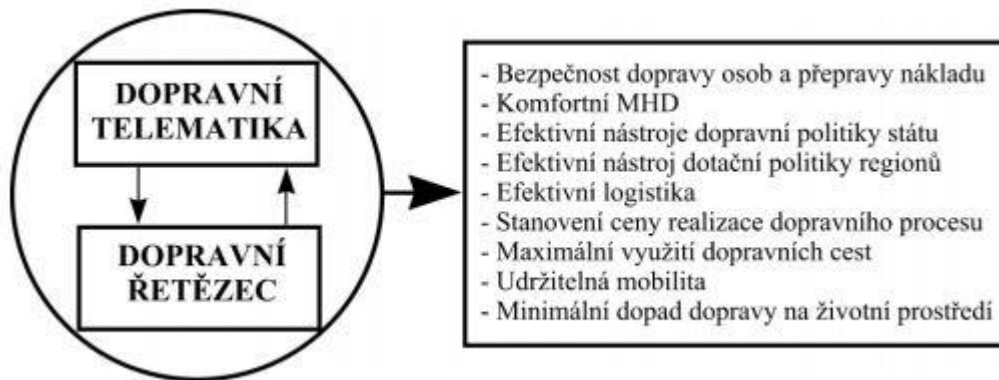 DOPRAVNÍ
TELEMATIKA
DOPRAVNÍ
ŘETĚZEC
- Bezpečnost dopravy osob a přepravy nákladu
- Komfortní MHD
- Efektivní nástroje dopravní politiky státu
- Efektivní nástroj dotační politiky regionů
- Efektivní logistika
- Stanovení ceny realizace dopravního procesu
- Maximální využití dopravních cest
- Udržitelná mobilita
- Minimální dopad dopravy na životní prostředí